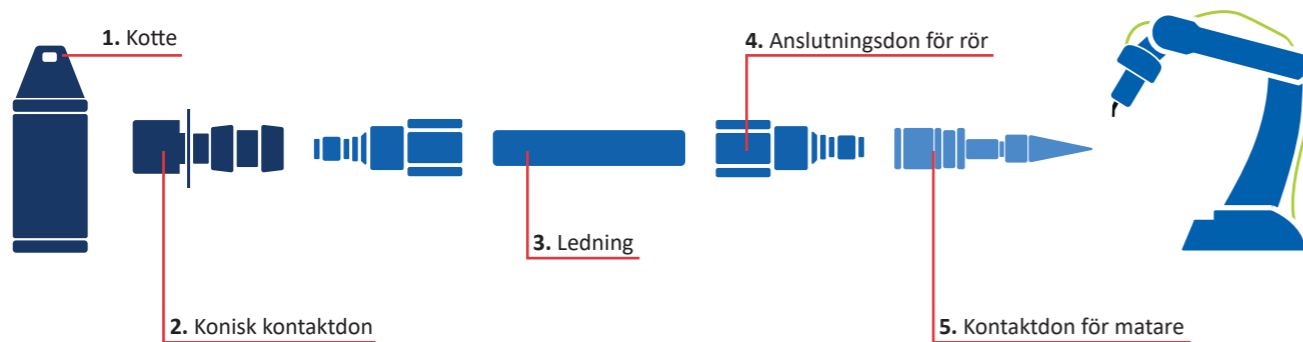 1. Kotte
4. Anslutningsdon för rör
3. Ledning
2. Konisk kontaktdon
5. Kontaktdon för matare